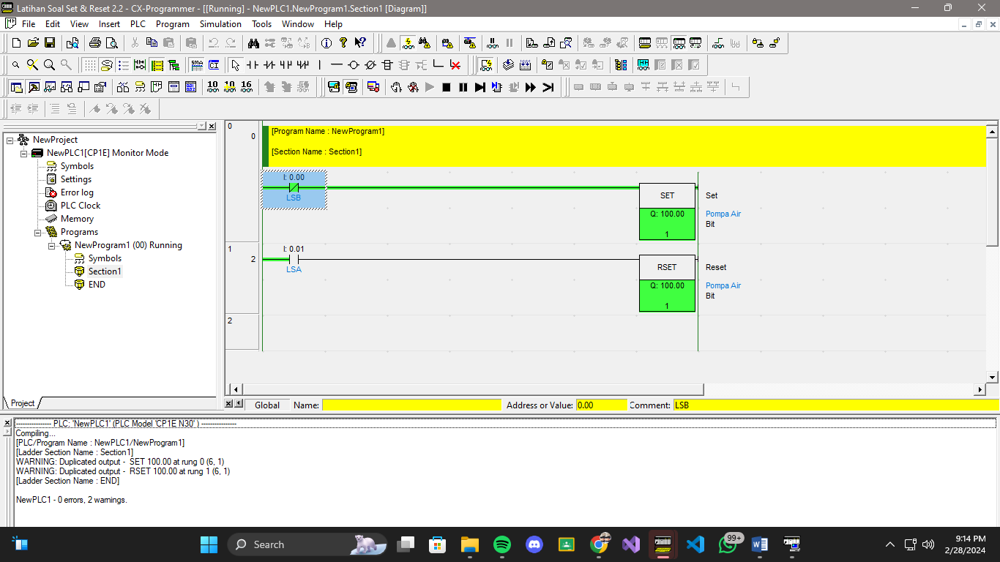 Latihan Soal Set & Reset 2.2 - CX-Programmer - [[Running] - NewPLC1.NewProgram1.Section1 [Diagram]]
File Edit View Insert PLC Program Simulation Tools Window Help
SMA CI
10 10 16
NewProject
NewPLC1[CP1E] Monitor Mode
Symbols
Settings
Error log
PLC Clock
Memory
Programs
NewProgram1 (00) Running
Symbols
Section1
END
Project
0
0
[Program Name : NewProgram1]
[Section Name : Section1]
I: 0.00
LSB
SET
Set
Q: 100.00
Pompa Air
Bit
1
1
2
I: 0.01
LSA
RSET
Reset
Q: 100.00
Pompa Air
Bit
1
2
Global Name: Address or Value: 0.00 Comment: LSB
---------------- PLC: 'NewPLC1' (PLC Model 'CP1E N30' ) ----------------
Compiling...
[PLC/Program Name : NewPLC1/NewProgram1]
[Ladder Section Name : Section1]
WARNING: Duplicated output - SET 100.00 at rung 0 (6, 1)
WARNING: Duplicated output - RSET 100.00 at rung 1 (6, 1)
[Ladder Section Name : END]
NewPLC1 - 0 errors, 2 warnings.
Search
99+
9:14 PM
2/28/2024